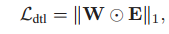 ℒ_dtl = ‖W ⊙ E‖₁,